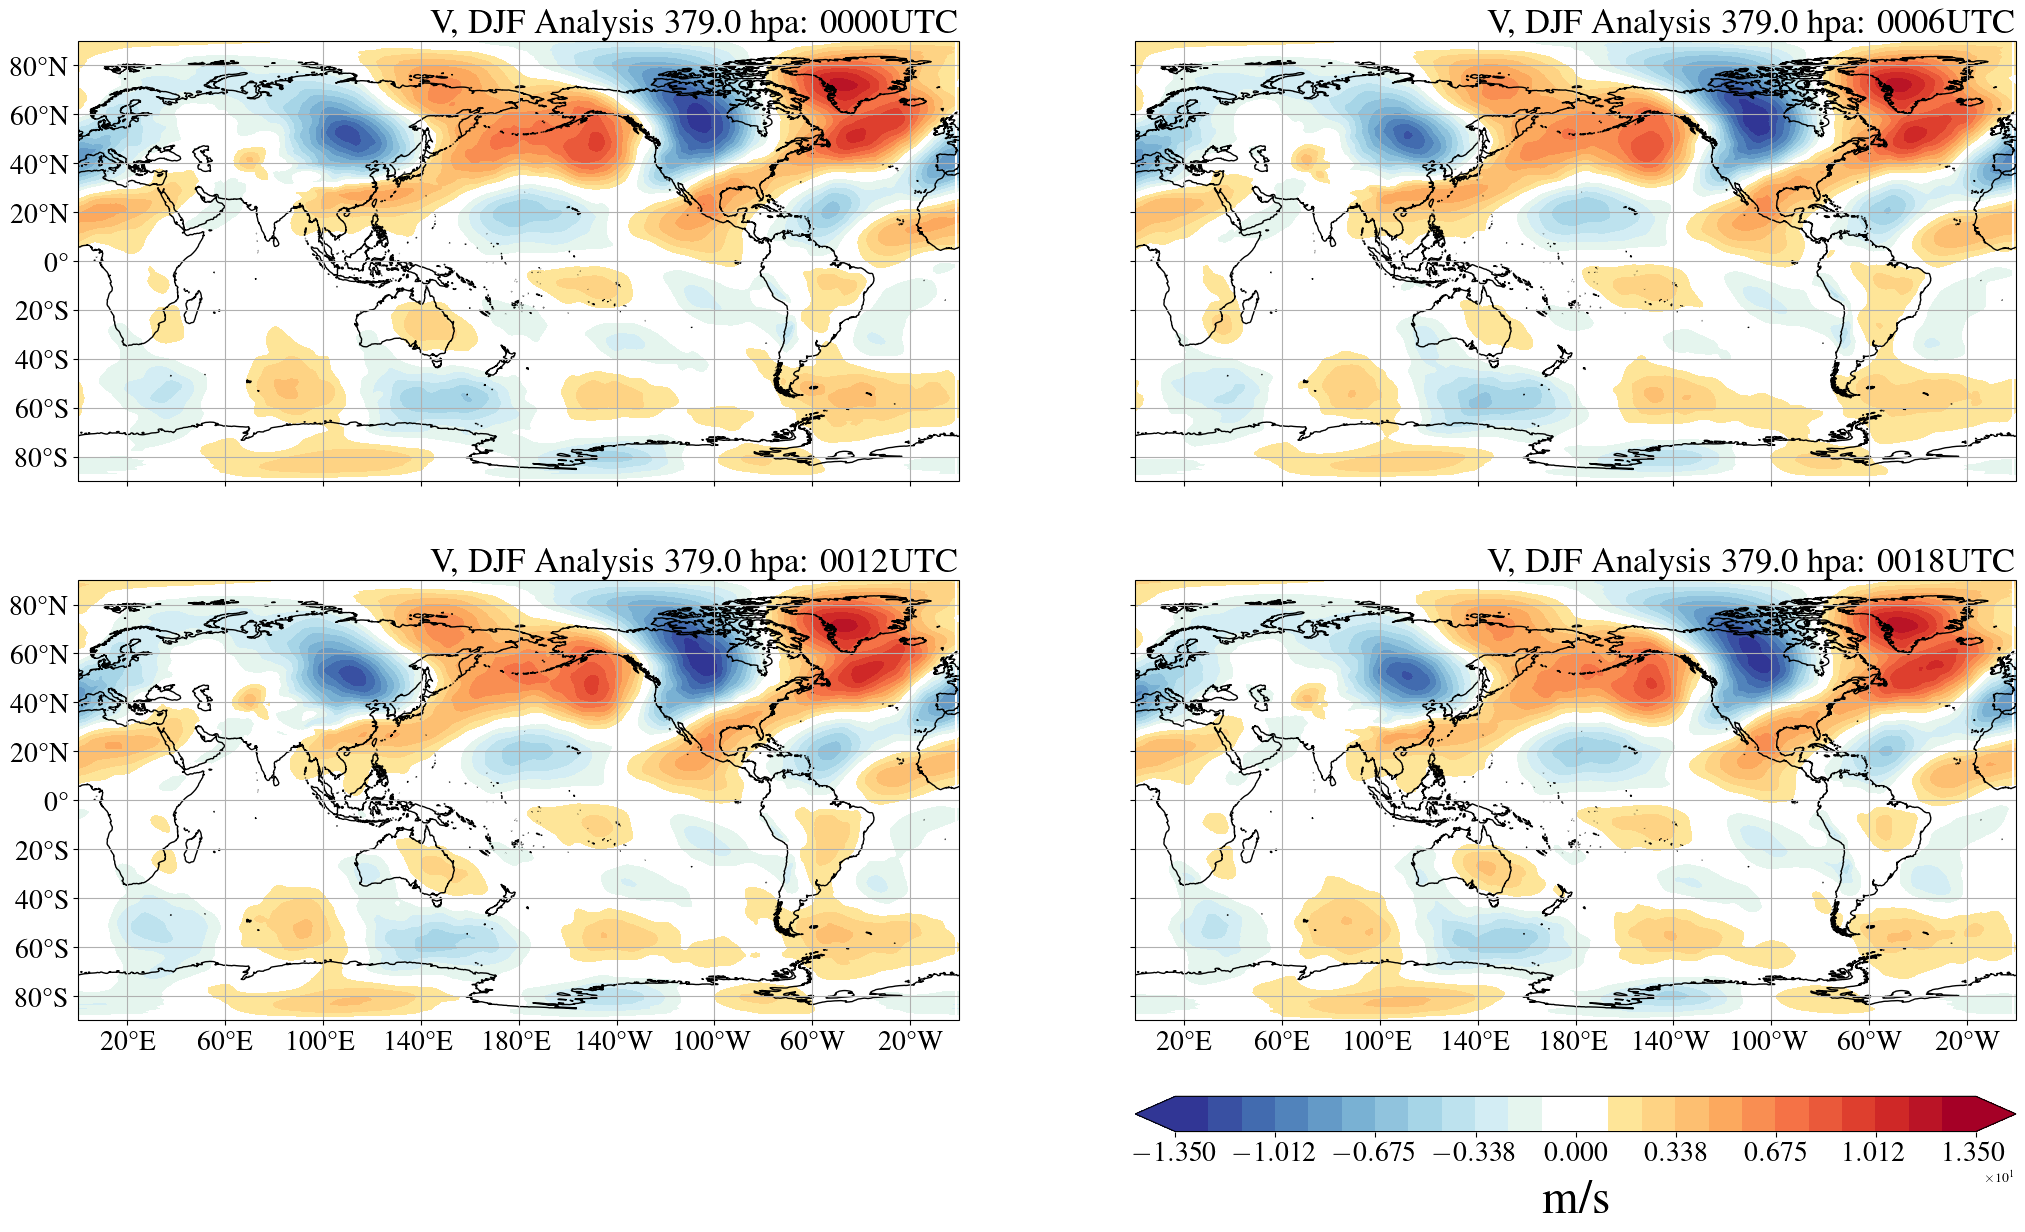 V, DJF Analysis 379.0 hpa: 0000UTC
V, DJF Analysis 379.0 hpa: 0006UTC
80°N
60°N
40°N
20°N
0°
20°S
40°S
60°S
80°S
V, DJF Analysis 379.0 hpa: 0012UTC
V, DJF Analysis 379.0 hpa: 0018UTC
80°N
60°N
40°N
20°N
0°
20°S
40°S
60°S
80°S
20°E 60°E 100°E 140°E 180°E 140°W 100°W 60°W 20°W
20°E 60°E 100°E 140°E 180°E 140°W 100°W 60°W 20°W
−1.350 −1.012 −0.675 −0.338 0.000 0.338 0.675 1.012 1.350
×10¹
m/s